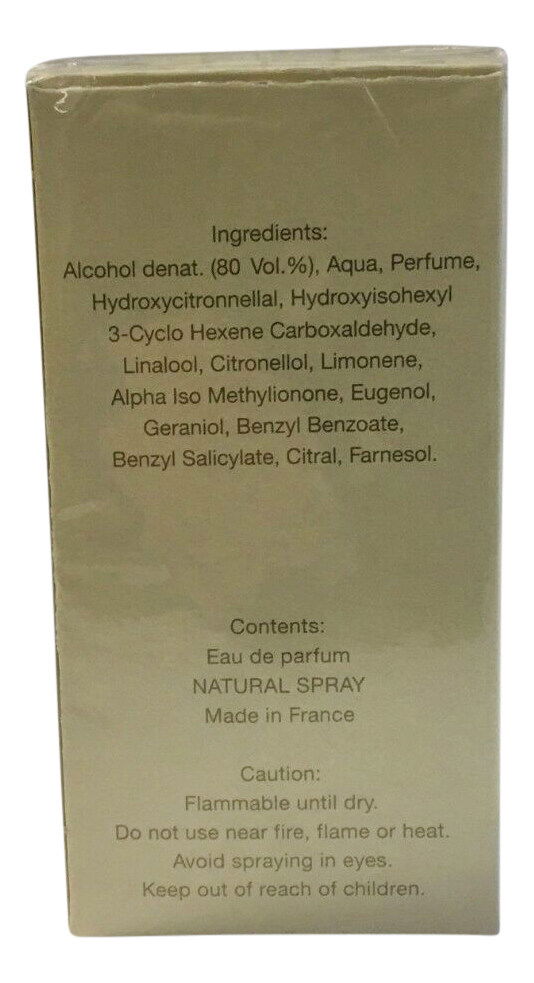 Ingredients:
Alcohol denat. (80 Vol.%), Aqua, Perfume,
Hydroxycitronnellal, Hydroxyisohexyl
3-Cyclo Hexene Carboxaldehyde,
Linalool, Citronellol, Limonene,
Alpha Iso Methylionone, Eugenol,
Geraniol, Benzyl Benzoate,
Benzyl Salicylate, Citral, Farnesol.
Contents:
Eau de parfum
NATURAL SPRAY
Made in France
Caution:
Flammable until dry.
Do not use near fire, flame or heat.
Avoid spraying in eyes.
Keep out of reach of children.